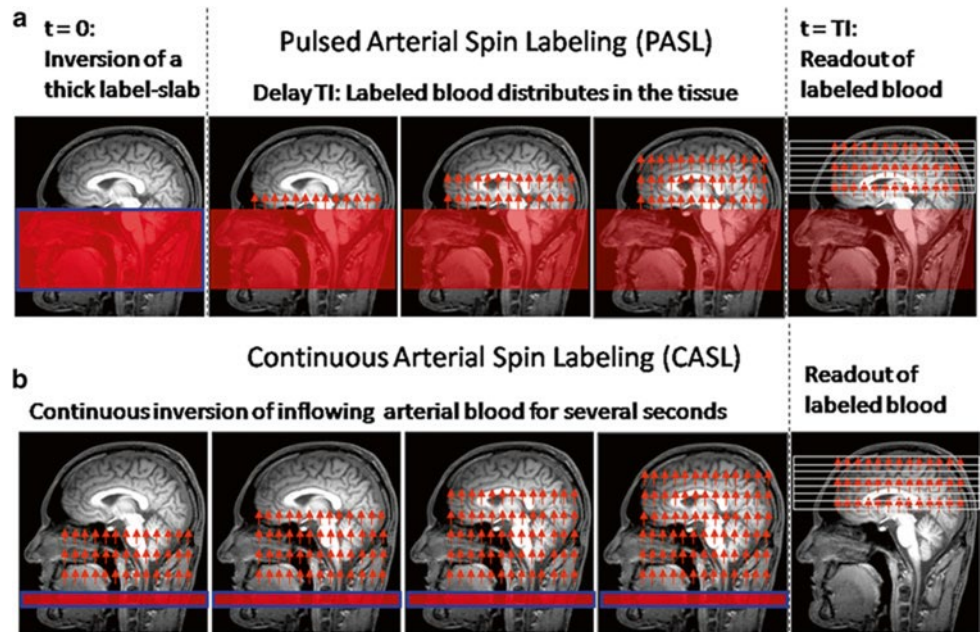 a
t = 0:
Inversion of a
thick label-slab
Pulsed Arterial Spin Labeling (PASL)
Delay TI: Labeled blood distributes in the tissue
t = TI:
Readout of
labeled blood
Continuous Arterial Spin Labeling (CASL)
b
Continuous inversion of inflowing arterial blood for several seconds
Readout of
labeled blood